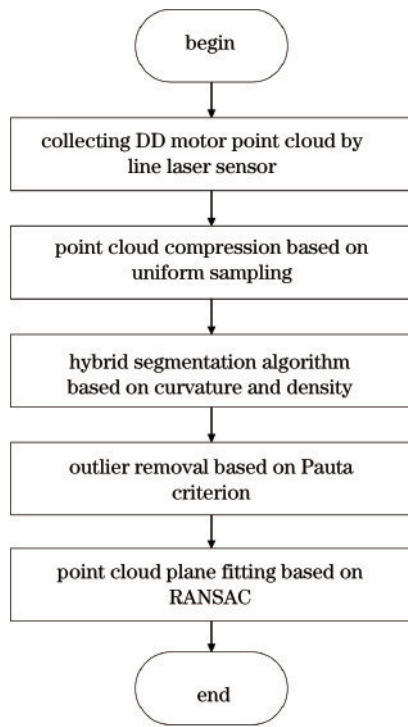 begin
collecting DD motor point cloud by
line laser sensor
point cloud compression based on
uniform sampling
hybrid segmentation algorithm
based on curvature and density
outlier removal based on Pauta
criterion
point cloud plane fitting based on
RANSAC
end